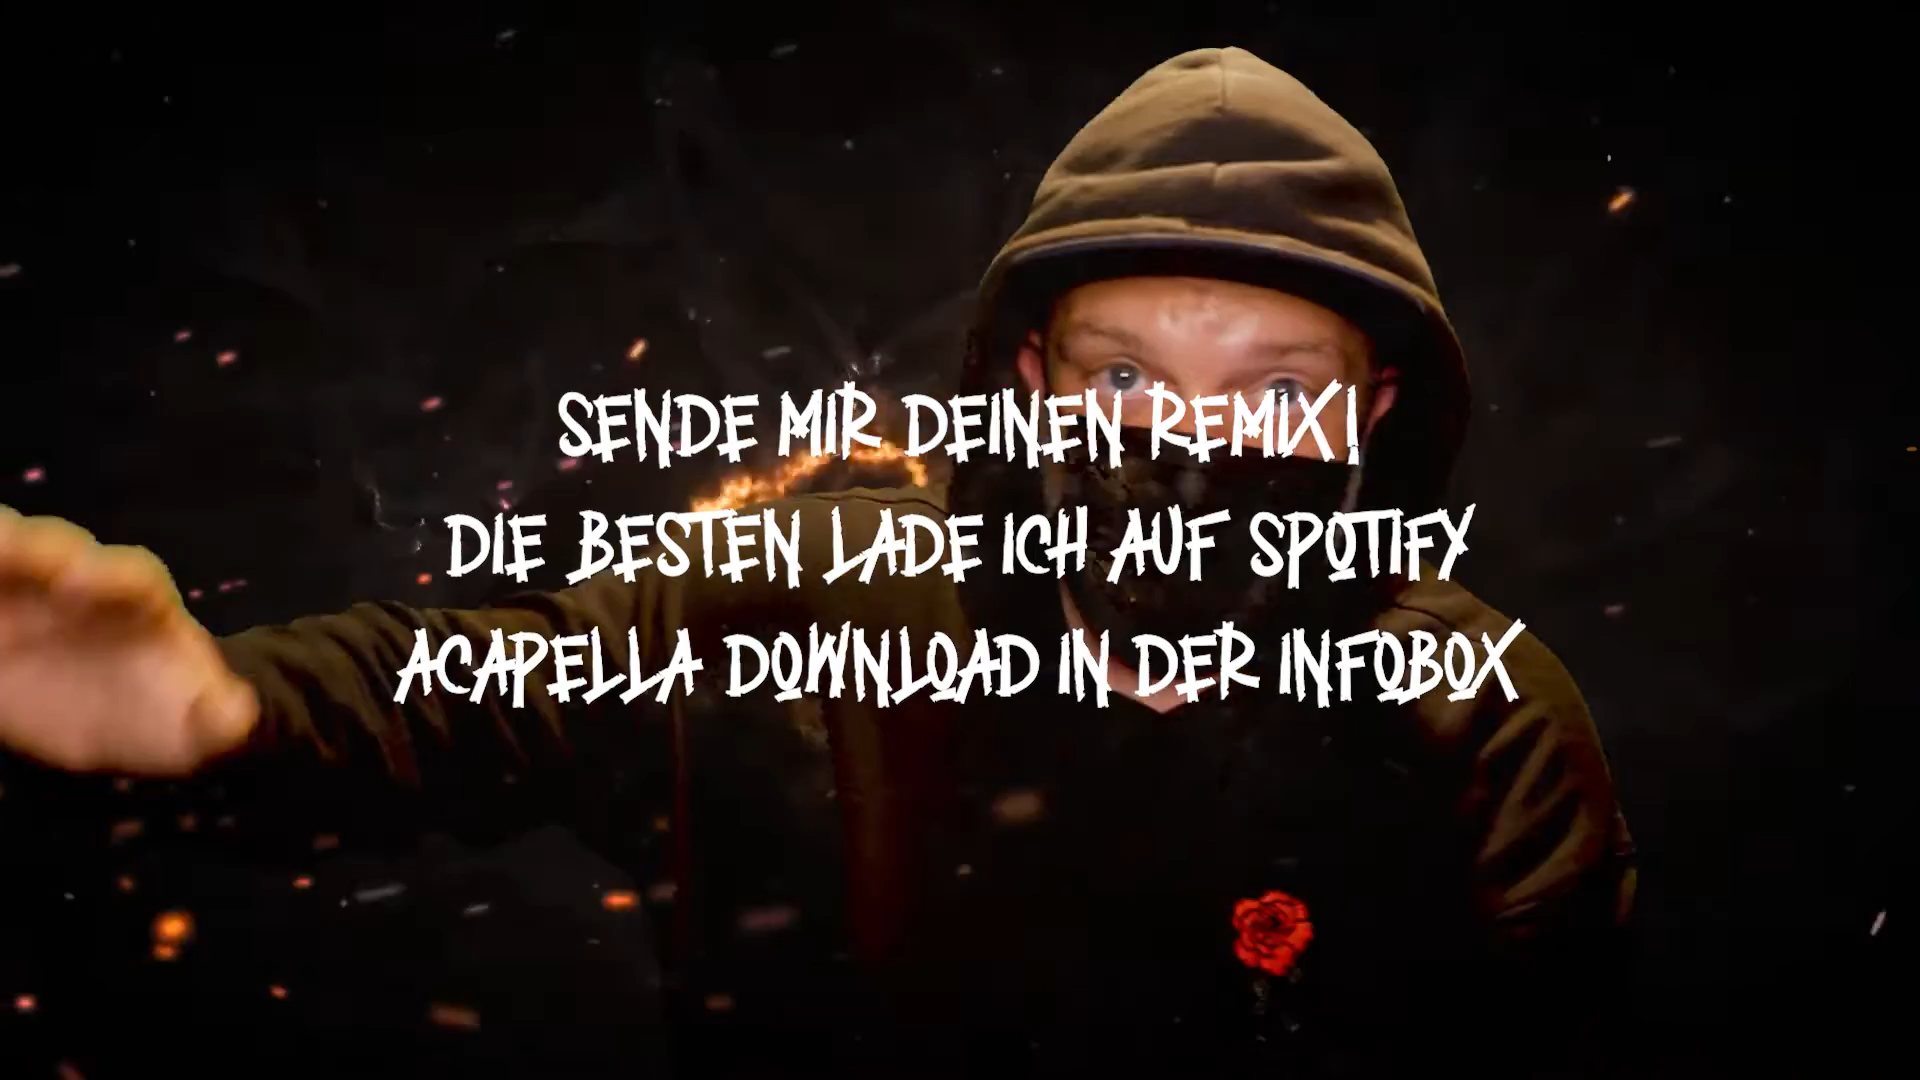 SENDE MIR DEINEN REMIX!
DIE BESTEN LADE ICH AUF SPOTIFY
ACAPELLA DOWNLOAD IN DER INFOBOX